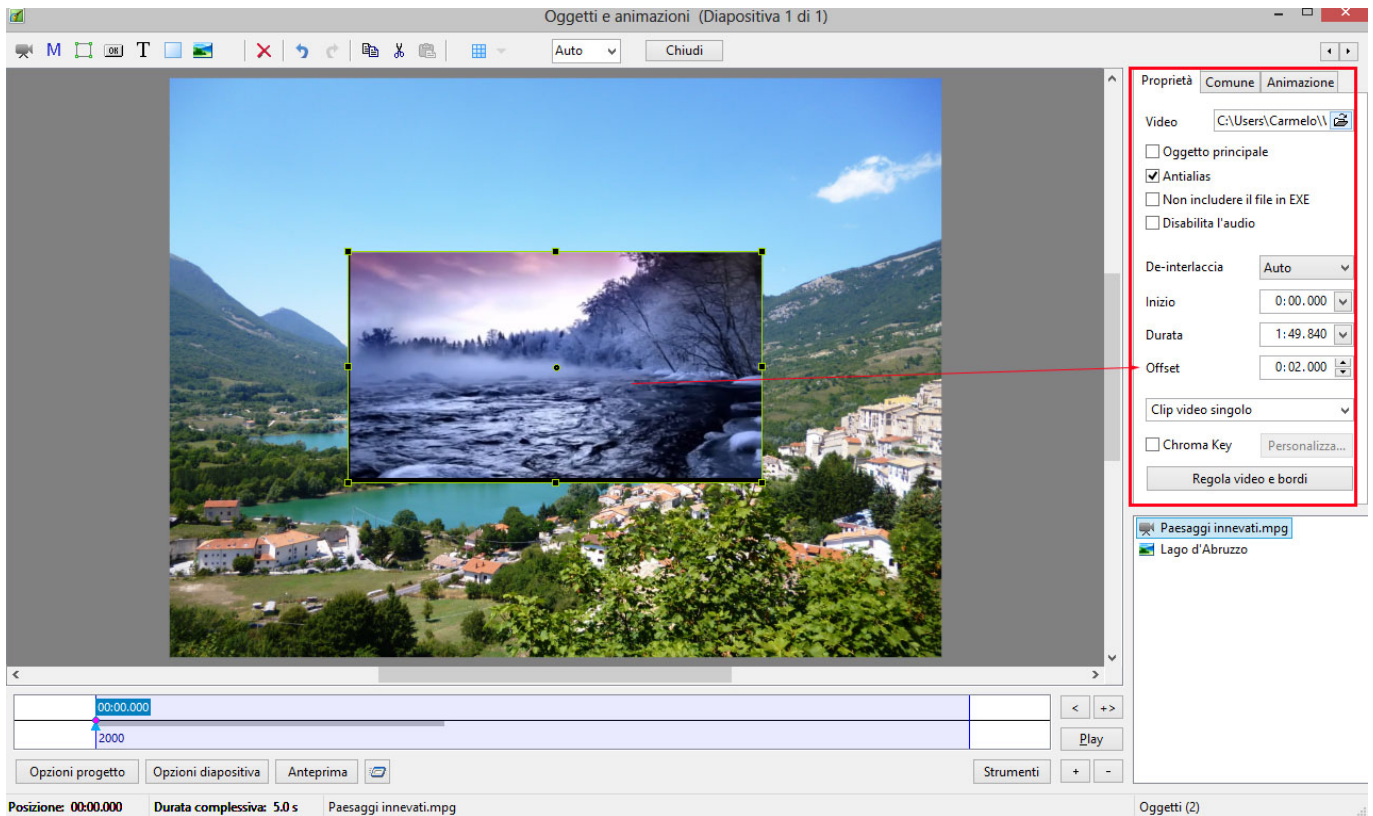 Oggetti e animazioni (Diapositiva 1 di 1)
M OK T Auto Chiudi
Proprietà Comune Animazione
Video C:\Users\Carmelo\\
Oggetto principale
Antialias
Non includere il file in EXE
Disabilita l'audio
De-interlaccia Auto
Inizio 0:00.000
Durata 1:49.840
Offset 0:02.000
Clip video singolo
Chroma Key Personalizza...
Regola video e bordi
Paesaggi innevati.mpg
Lago d'Abruzzo
00:00.000
2000
< +>
Play
Opzioni progetto Opzioni diapositiva Anteprima Strumenti + -
Posizione: 00:00.000 Durata complessiva: 5.0 s Paesaggi innevati.mpg Oggetti (2)